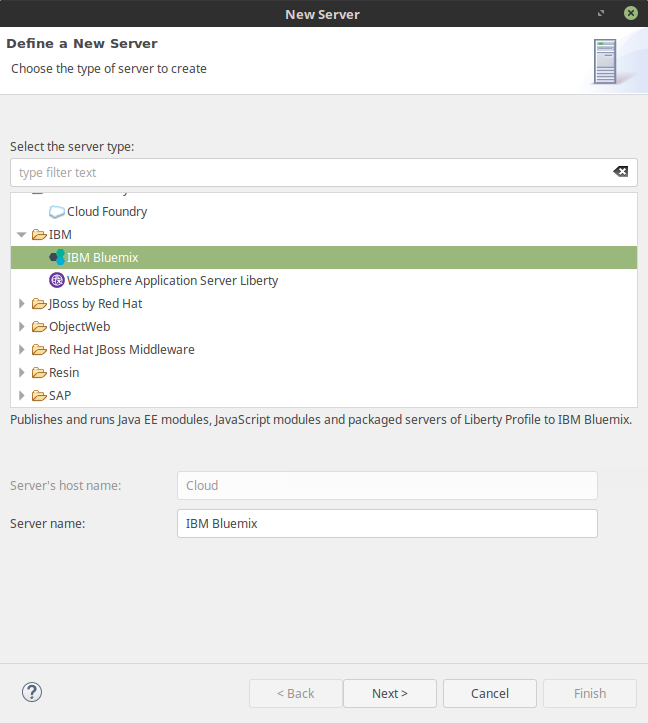 New Server
Define a New Server
Choose the type of server to create
Select the server type:
type filter text
Cloud Foundry
IBM
IBM Bluemix
WebSphere Application Server Liberty
JBoss by Red Hat
ObjectWeb
Red Hat JBoss Middleware
Resin
SAP
Publishes and runs Java EE modules, JavaScript modules and packaged servers of Liberty Profile to IBM Bluemix.
Server's host name: Cloud
Server name: IBM Bluemix
< Back Next > Cancel Finish